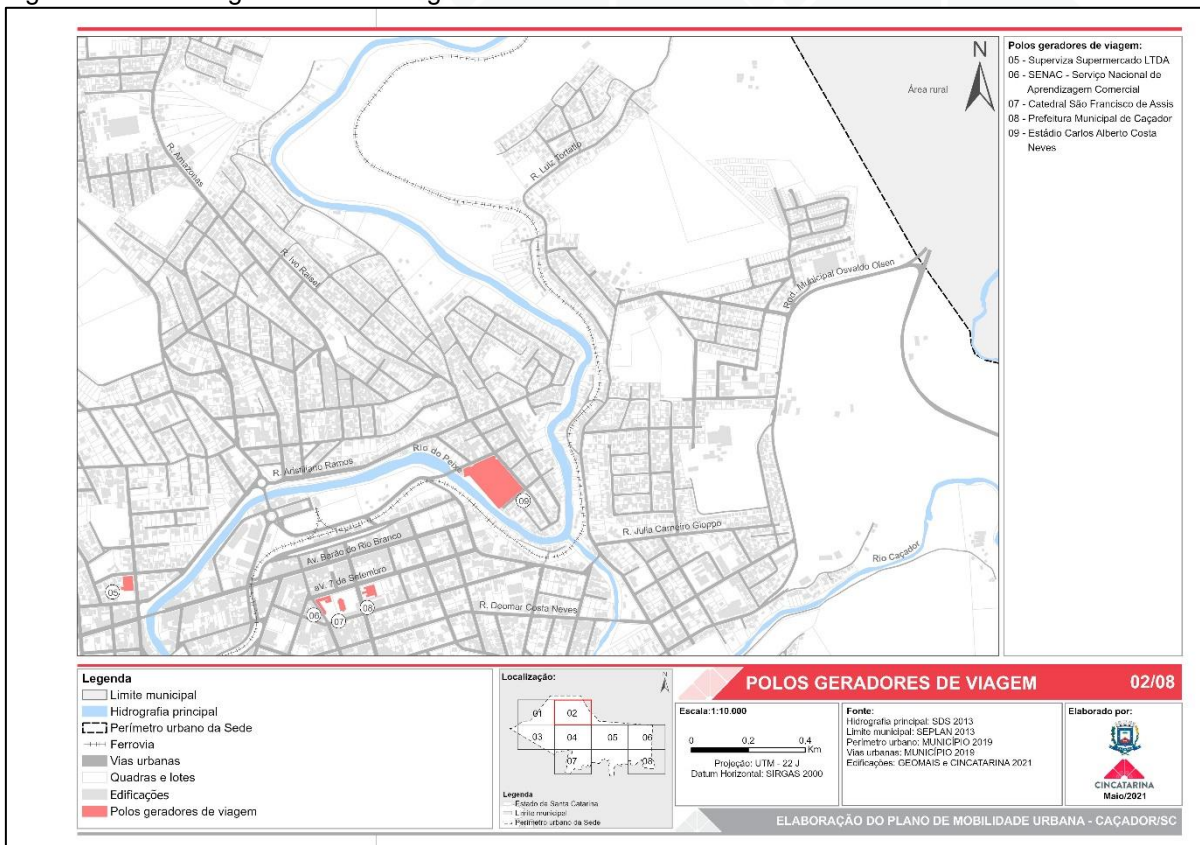 N
Área rural
R. Amazonas
R. Luiz Tortatto
R. Ivo Raisel
Rod. Municipal Osvaldo Olsen
R. Aristiliano Ramos
Rio do Peixe
09
R. Julia Carneiro Gioppo
Av. Barão do Rio Branco
Rio Caçador
av. 7 de Setembro
05
06
07
08
R. Deomar Costa Neves
Polos geradores de viagem:
05 - Superviza Supermercado LTDA
06 - SENAC - Serviço Nacional de
Aprendizagem Comercial
07 - Catedral São Francisco de Assis
08 - Prefeitura Municipal de Caçador
09 - Estádio Carlos Alberto Costa
Neves
Legenda
Limite municipal
Hidrografia principal
Perímetro urbano da Sede
Ferrovia
Vias urbanas
Quadras e lotes
Edificações
Polos geradores de viagem
Localização:
N
01
02
03
04
05
06
07
08
Legenda
Estado de Santa Catarina
Limite municipal
Perímetro urbano da Sede
POLOS GERADORES DE VIAGEM
02/08
Escala:1:10.000
0
0.2
0.4
Km
Projeção: UTM - 22 J
Datum Horizontal: SIRGAS 2000
Fonte:
Hidrografia principal: SDS 2013
Limite municipal: SEPLAN 2013
Perímetro urbano: MUNICÍPIO 2019
Vias urbanas: MUNICÍPIO 2019
Edificações: GEOMAIS e CINCATARINA 2021
Elaborado por:
CINCATARINA
Maio/2021
ELABORAÇÃO DO PLANO DE MOBILIDADE URBANA - CAÇADOR/SC